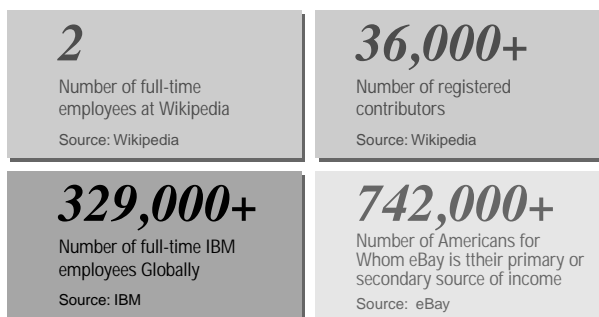 2
Number of full-time
employees at Wikipedia
Source: Wikipedia
36,000+
Number of registered
contributors
Source: Wikipedia
329,000+
Number of full-time IBM
employees Globally
Source: IBM
742,000+
Number of Americans for
Whom eBay is ttheir primary or
secondary source of income
Source: eBay